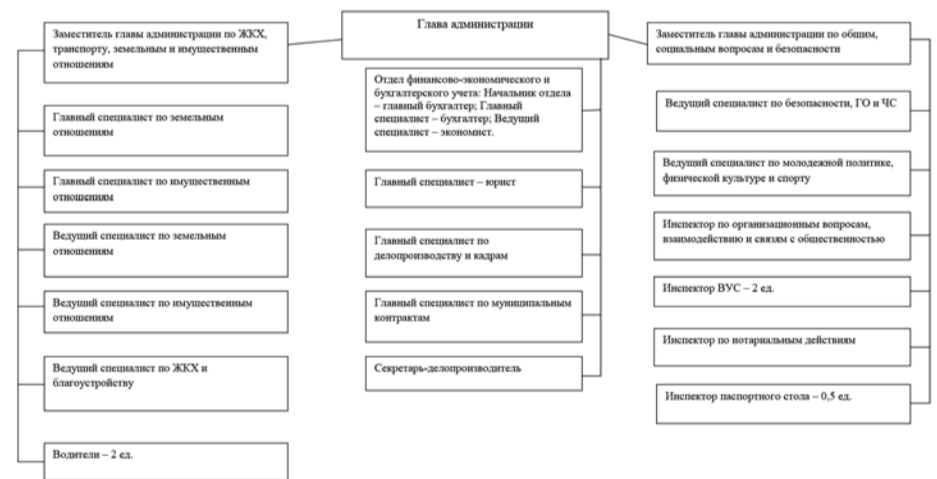 Глава администрации
Заместитель главы администрации по ЖКХ,
транспорту, земельным и имущественным
отношениям
Главный специалист по земельным
отношениям
Главный специалист по имущественным
отношениям
Ведущий специалист по земельным
отношениям
Ведущий специалист по имущественным
отношениям
Ведущий специалист по ЖКХ и
благоустройству
Водители – 2 ед.
Отдел финансово-экономического и
бухгалтерского учета: Начальник отдела
– главный бухгалтер; Главный
специалист – бухгалтер; Ведущий
специалист – экономист.
Главный специалист – юрист
Главный специалист по
делопроизводству и кадрам
Главный специалист по муниципальным
контрактам
Секретарь-делопроизводитель
Заместитель главы администрации по общим,
социальным вопросам и безопасности
Ведущий специалист по безопасности, ГО и ЧС
Ведущий специалист по молодежной политике,
физической культуре и спорту
Инспектор по организационным вопросам,
взаимодействию и связям с общественностью
Инспектор ВУС – 2 ед.
Инспектор по нотариальным действиям
Инспектор паспортного стола – 0,5 ед.